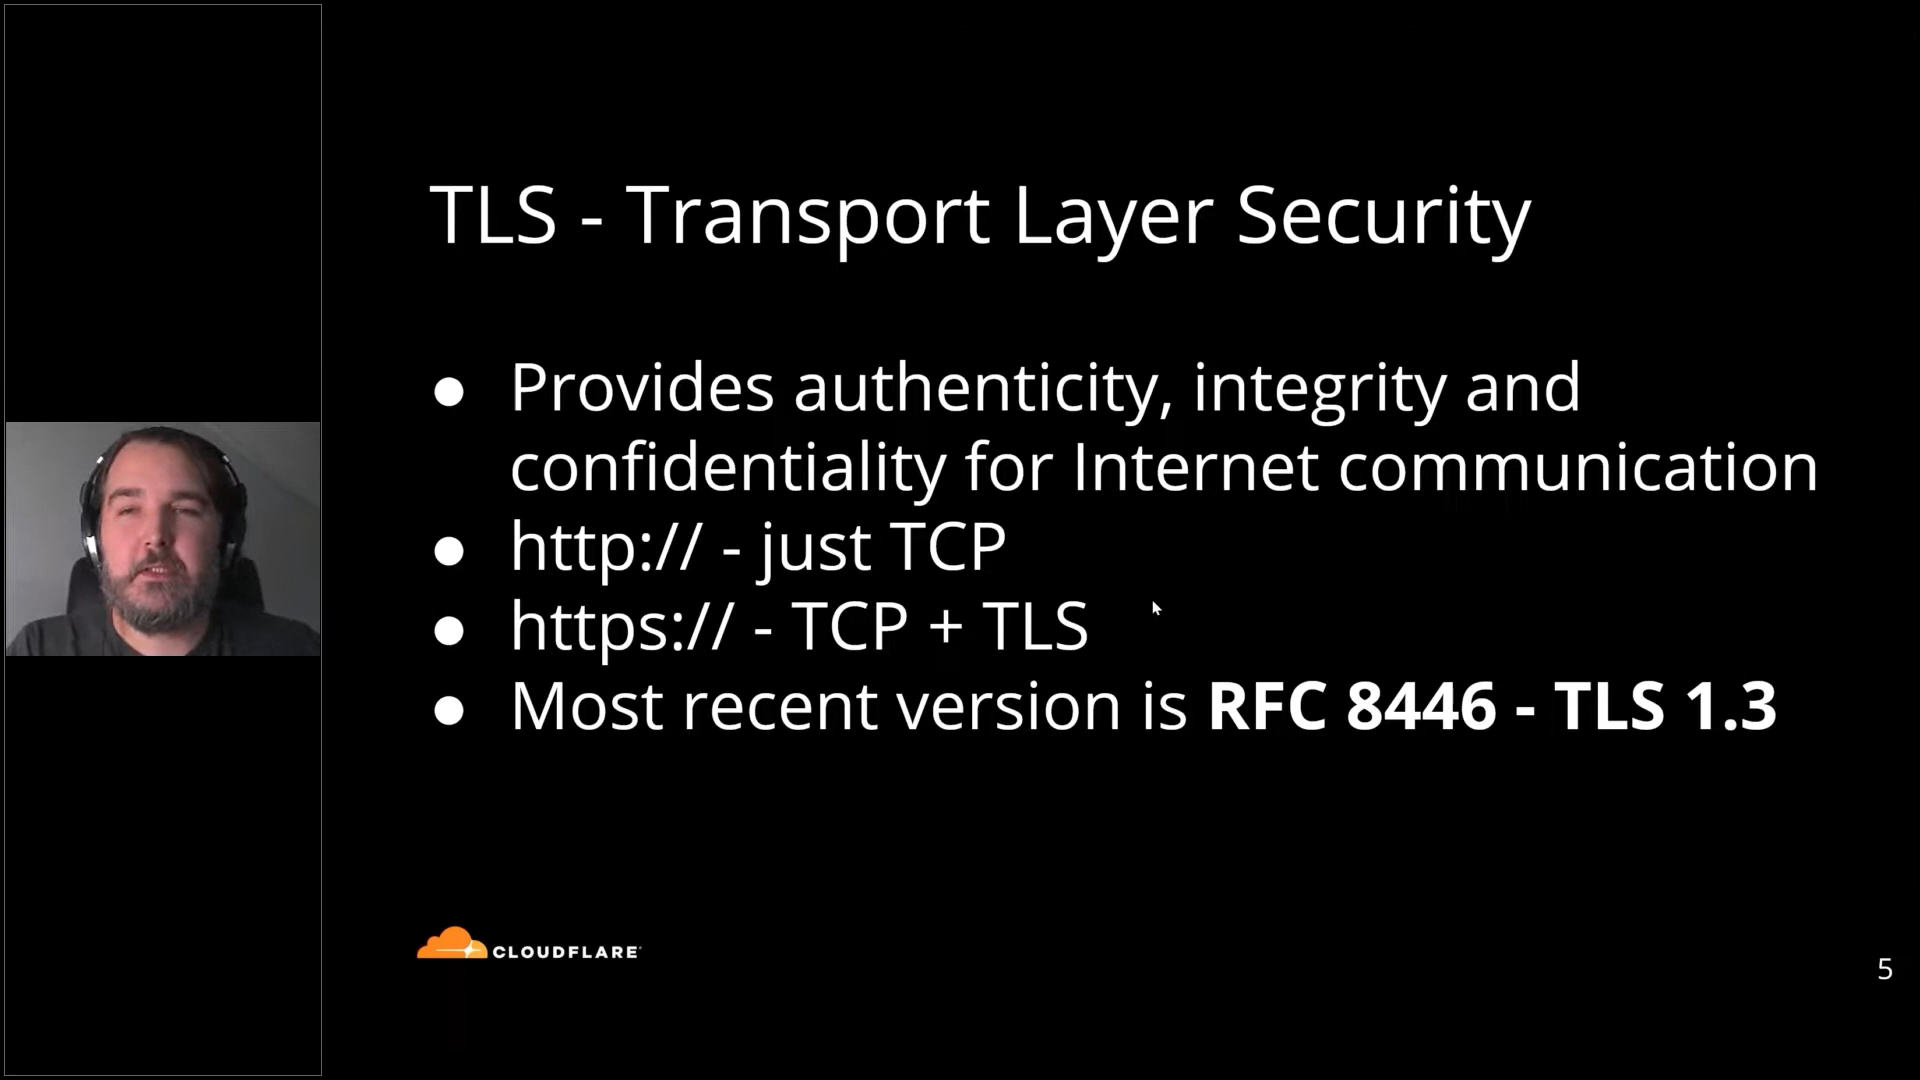 TLS - Transport Layer Security
● Provides authenticity, integrity and
confidentiality for Internet communication
● http:// - just TCP
● https:// - TCP + TLS
● Most recent version is RFC 8446 - TLS 1.3
CLOUDFLARE
5